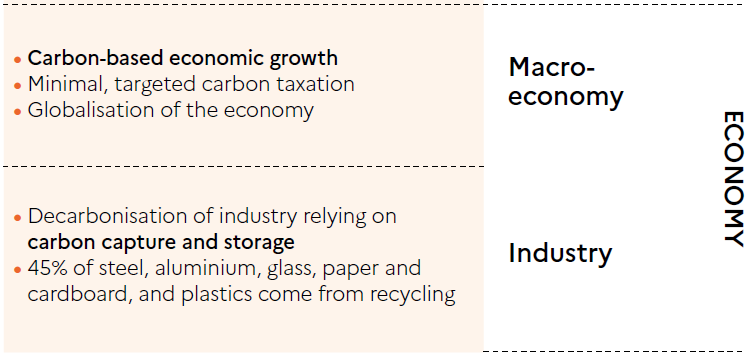 • Carbon-based economic growth
• Minimal, targeted carbon taxation
• Globalisation of the economy
Macro-
economy
• Decarbonisation of industry relying on
carbon capture and storage
• 45% of steel, aluminium, glass, paper and
cardboard, and plastics come from recycling
Industry
ECONOMY